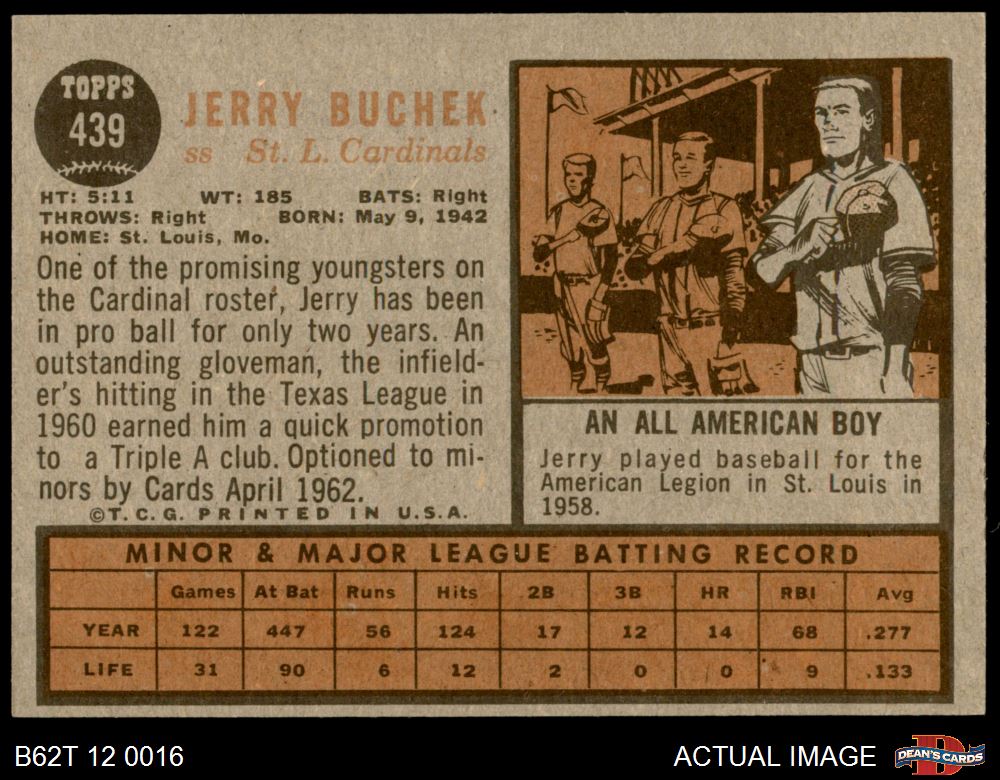 TOPPS
439
JERRY BUCHEK
ss St. L. Cardinals
HT: 5:11 WT: 185 BATS: Right
THROWS: Right BORN: May 9, 1942
HOME: St. Louis, Mo.
One of the promising youngsters on
the Cardinal roster, Jerry has been
in pro ball for only two years. An
outstanding gloveman, the infield-
er's hitting in the Texas League in
1960 earned him a quick promotion
to a Triple A club. Optioned to mi-
nors by Cards April 1962.
©T.C.G. PRINTED IN U.S.A.
AN ALL AMERICAN BOY
Jerry played baseball for the
American Legion in St. Louis in
1958.
MINOR & MAJOR LEAGUE BATTING RECORD
Games At Bat Runs Hits 2B 3B HR RBI Avg
YEAR 122 447 56 124 17 12 14 68 .277
LIFE 31 90 6 12 2 0 0 9 .133
B62T 12 0016
ACTUAL IMAGE
D
DEAN'S CARDS